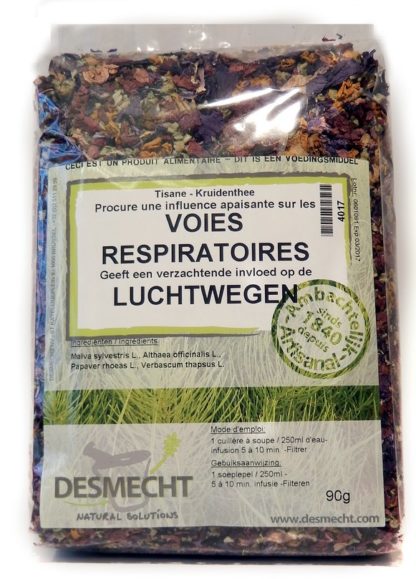 CECI EST UN PRODUIT ALIMENTAIRE – DIT IS EEN VOEDINGSMIDDEL
Tisane - Kruidenthee
Procure une influence apaisante sur les
VOIES
RESPIRATOIRES
Geeft een verzachtende invloed op de
LUCHTWEGEN
4017
Ambachtelijk
sinds
1840
depuis
Artisanal
Ingrédienten / Ingrédients
Malva sylvestris L., Althaea officinalis L.,
Papaver rhoeas L., Verbascum thapsus L.
Mode d'emploi:
1 cuillère à soupe / 250ml d'eau-
infusion 5 à 10 min. -Filtrer
Gebuiksaanwijzing:
1 soeplepel / 250ml -
5 à 10 min. infusie -Filteren
DESMECHT
NATURAL SOLUTIONS
90g
www.desmecht.com